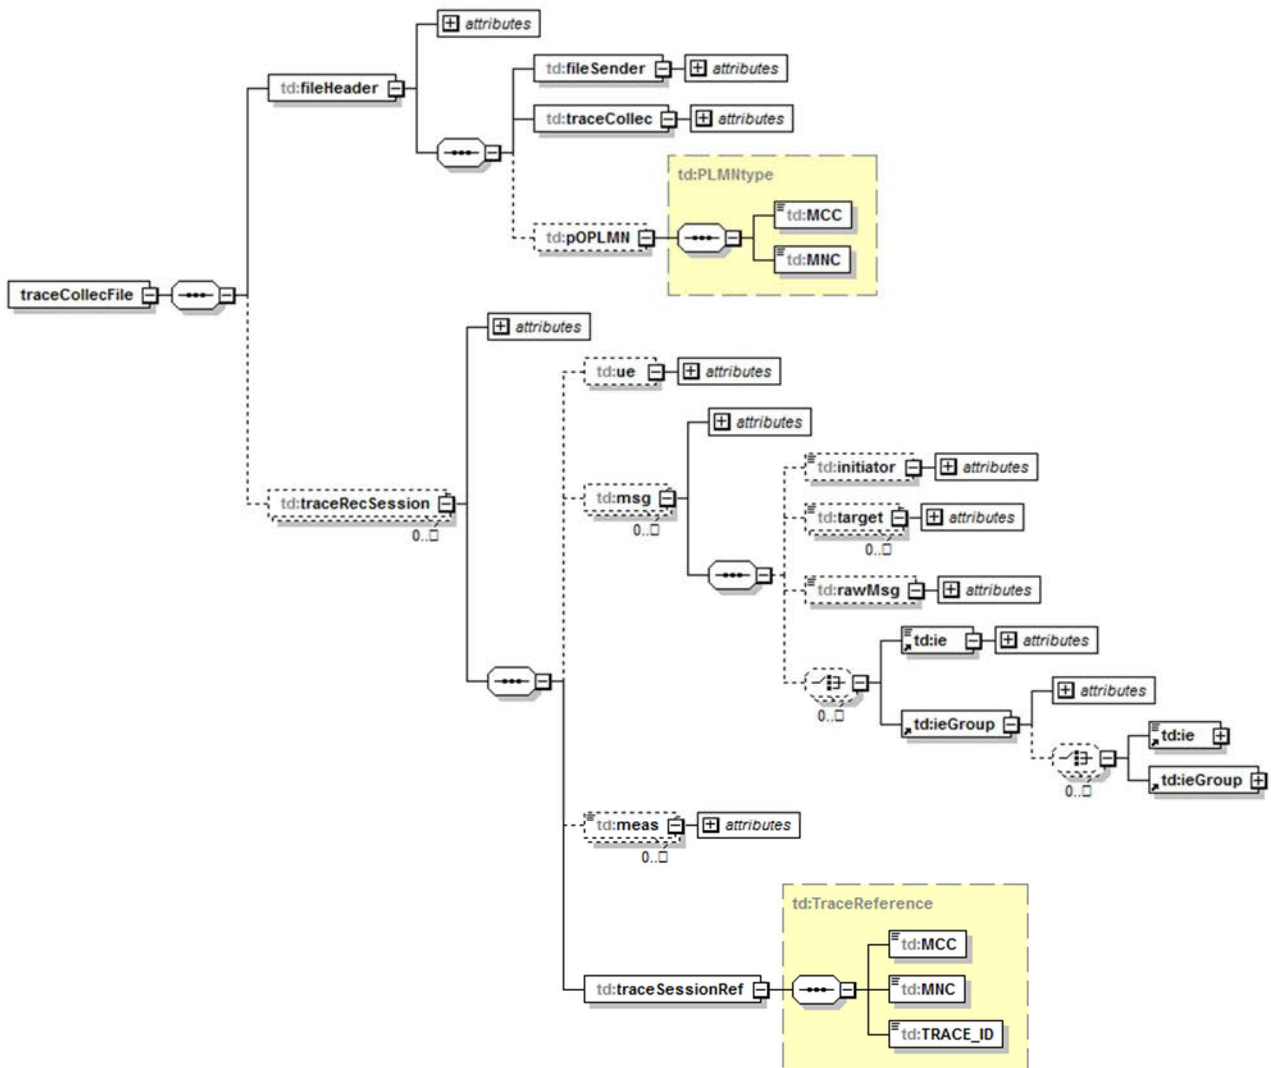 attributes
td:fileSender
attributes
td:fileHeader
td:traceCollec
attributes
td:PLMNtype
td:MCC
td:pOPLMN
td:MNC
traceCollecFile
attributes
td:ue
attributes
attributes
td:initiator
attributes
td:msg
0..□
td:traceRecSession
0..□
td:target
attributes
0..□
td:rawMsg
attributes
td:ie
attributes
0..□
td:ieGroup
attributes
td:ie
0..□
td:ieGroup
td:meas
attributes
0..□
td:TraceReference
td:MCC
td:traceSessionRef
td:MNC
td:TRACE_ID